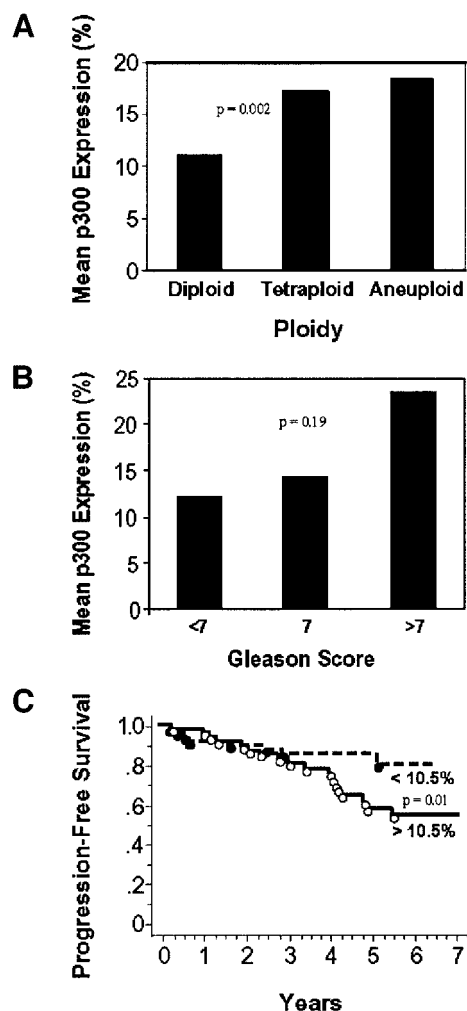 A
Mean p300 Expression (%)
20
15
10
5
0
p = 0.002
Diploid Tetraploid Aneuploid
Ploidy
B
Mean p300 Expression (%)
25
20
15
10
5
0
p = 0.19
<7 7 >7
Gleason Score
C
Progression-Free Survival
1.0
.8
.6
.4
.2
0
< 10.5%
p = 0.01
> 10.5%
0 1 2 3 4 5 6 7
Years